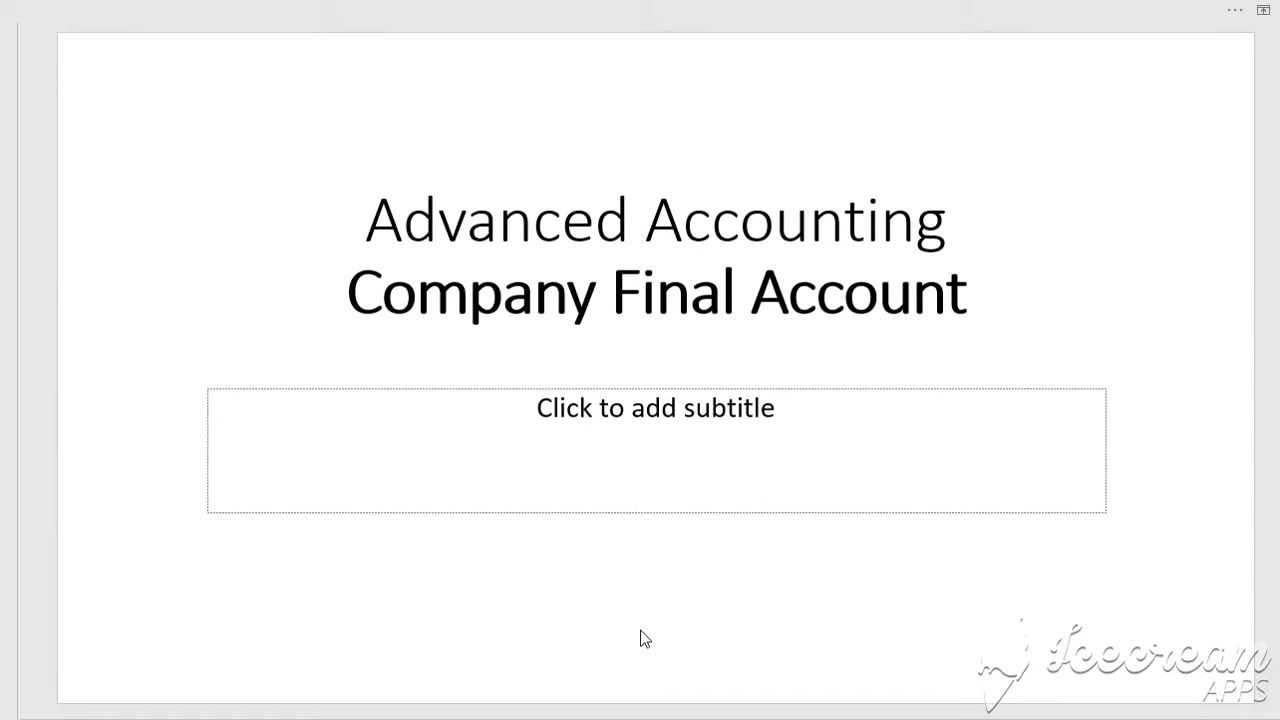 Advanced Accounting
Company Final Account
Click to add subtitle
Icecream
APPS